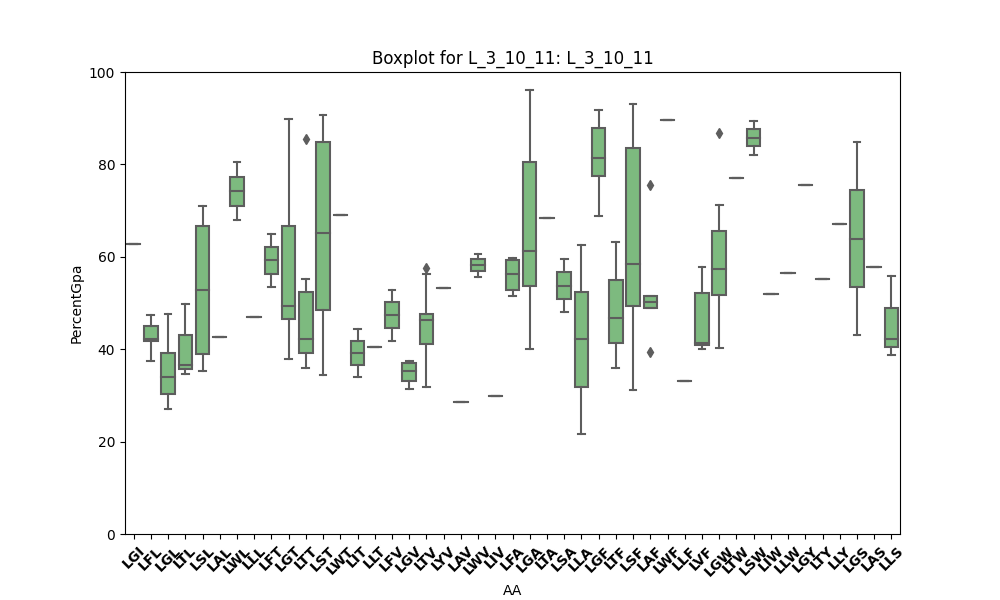 Boxplot for L_3_10_11: L_3_10_11
PercentGpa
100
80
60
40
20
0
LGI LFL LGL LTL LSL LAL LWL LLL LFT LGT LTT LST LWT LIT LLT LFV LGV LTV LYV LAV LWV LIV LFA LGA LTA LSA LLA LGF LTF LSF LAF LWF LLF LVF LGW LTW LSW LIW LLW LGY LTY LLY LGS LAS LLS
AA